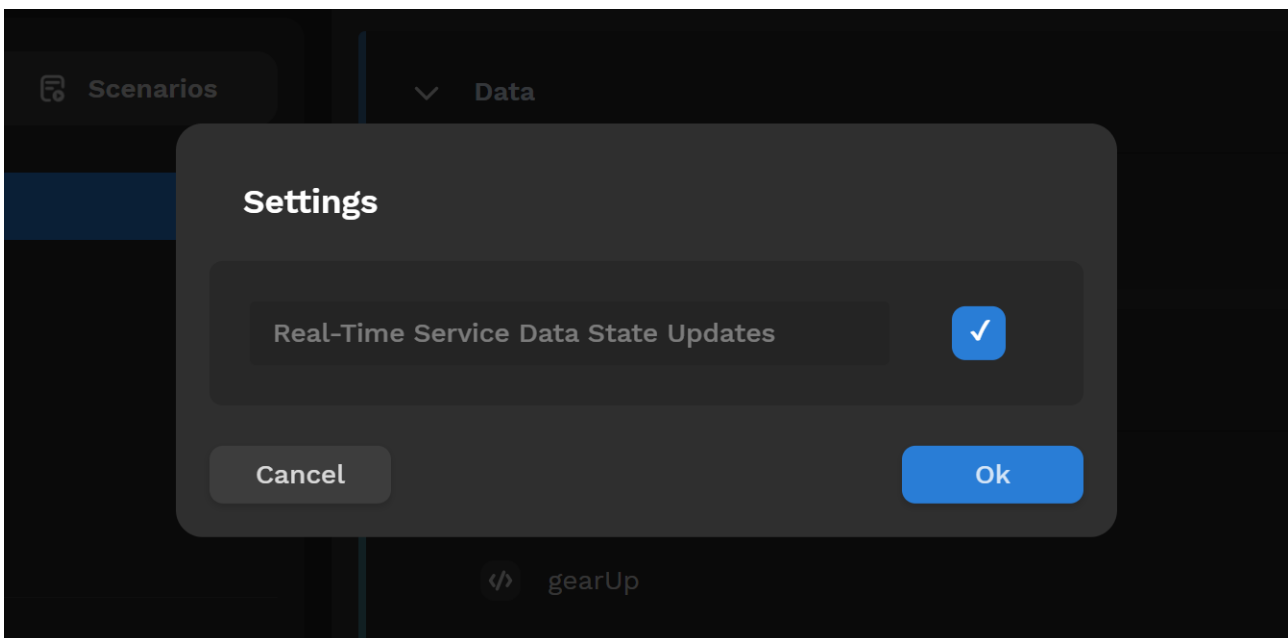 Scenarios
Data
Settings
Real-Time Service Data State Updates
Cancel
Ok
gearUp